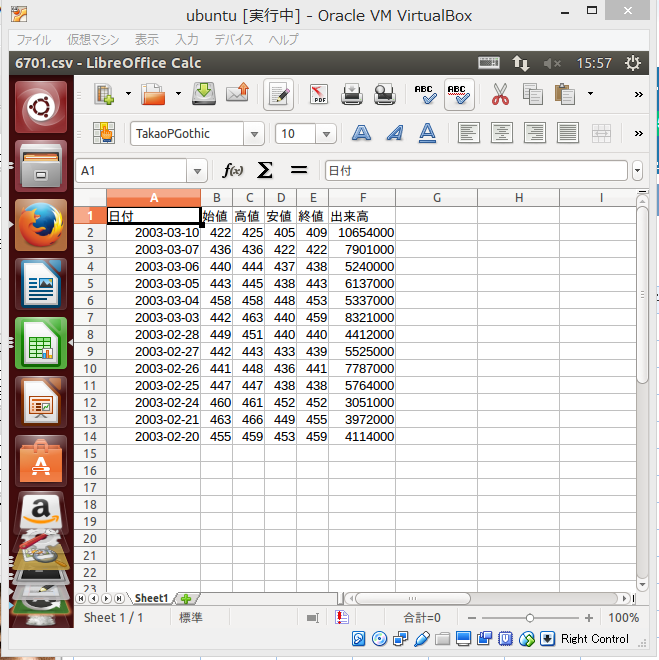 ubuntu [実行中] - Oracle VM VirtualBox
ファイル 仮想マシン 表示 入力 デバイス ヘルプ
6701.csv - LibreOffice Calc 15:57
PDF ABC ABC »
TakaoPGothic 10 »
A1 f(x) Σ = 日付
A B C D E F G H I
1 日付 始値 高値 安値 終値 出来高
2 2003-03-10 422 425 405 409 10654000
3 2003-03-07 436 436 422 422 7901000
4 2003-03-06 440 444 437 438 5240000
5 2003-03-05 443 445 438 443 6137000
6 2003-03-04 458 458 448 453 5337000
7 2003-03-03 442 463 440 459 8321000
8 2003-02-28 449 451 440 440 4412000
9 2003-02-27 442 443 433 439 5525000
10 2003-02-26 441 448 436 441 7787000
11 2003-02-25 447 447 438 438 5764000
12 2003-02-24 460 461 452 452 3051000
13 2003-02-21 463 466 449 455 3972000
14 2003-02-20 455 459 453 459 4114000
15
16
17
18
19
20
21
22
23
Sheet1
Sheet 1 / 1 標準 合計=0 100%
Right Control